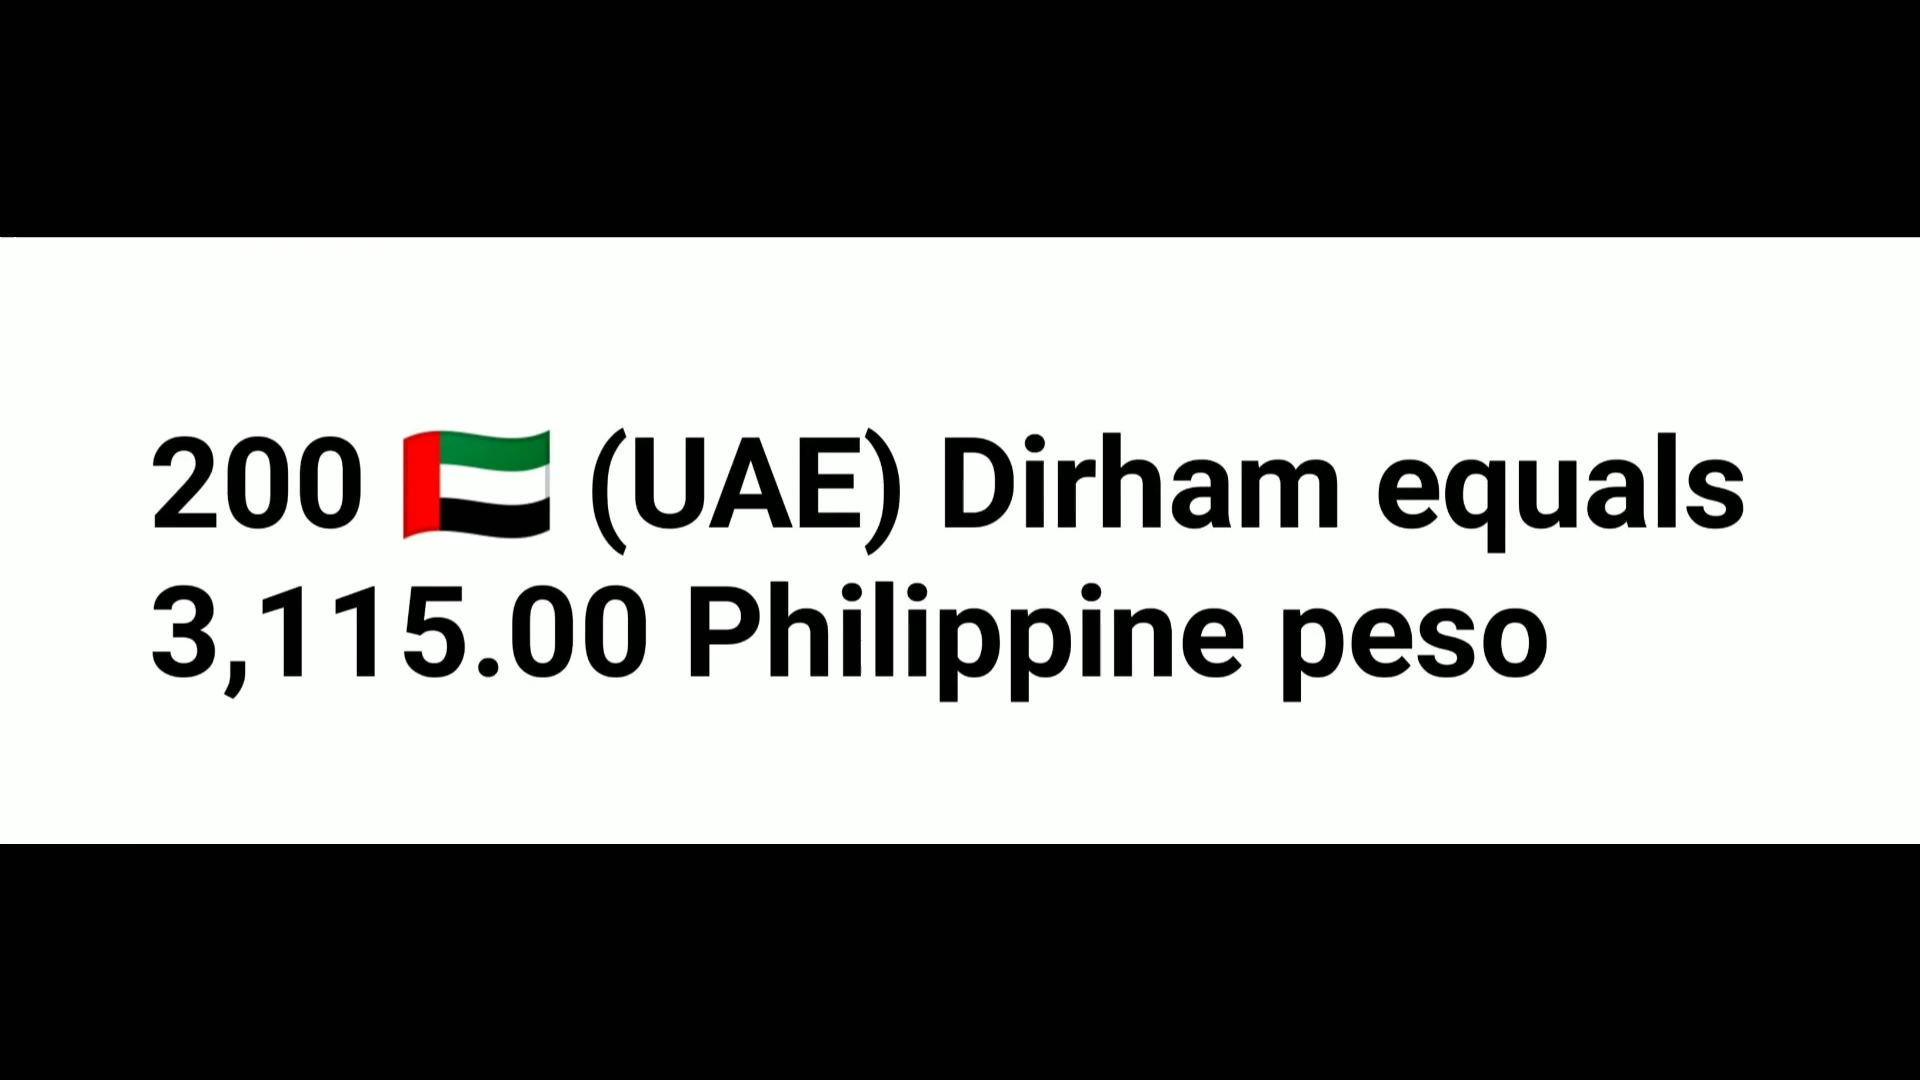 200 🇦🇪 (UAE) Dirham equals
3,115.00 Philippine peso